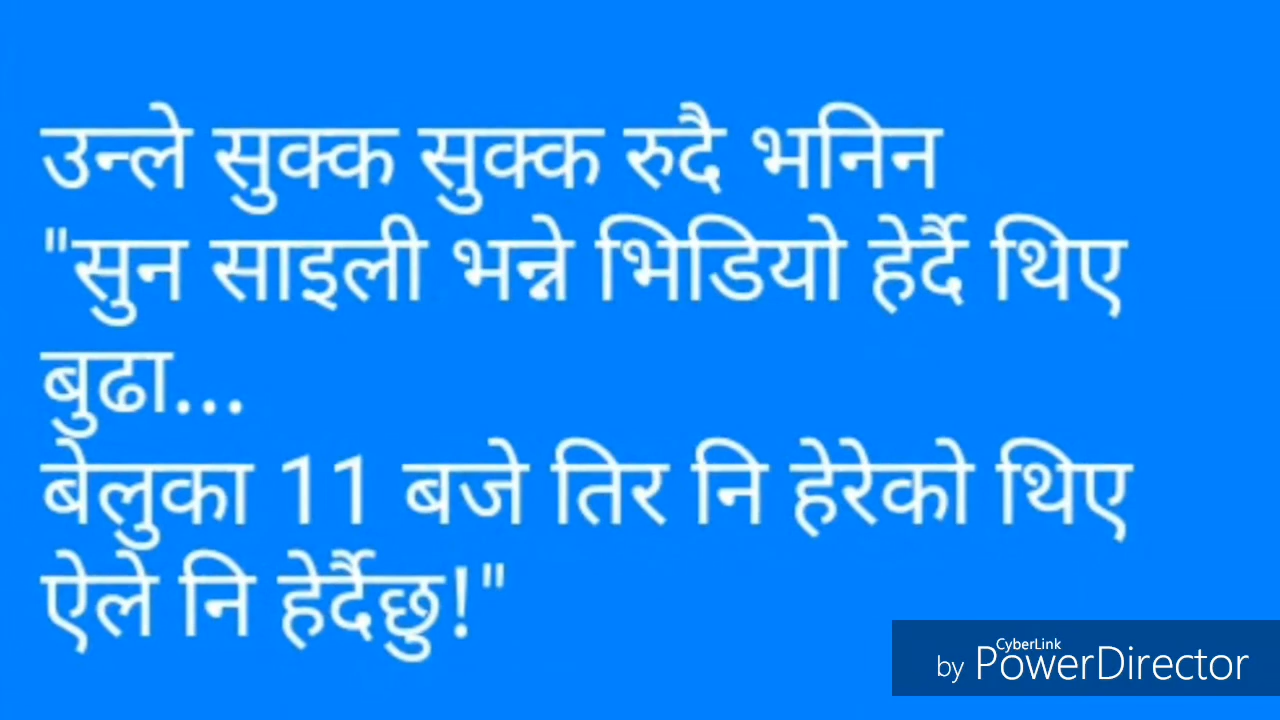 उन्ले सुक्क सुक्क रुदै भनिन
"सुन साइली भन्ने भिडियो हेर्दै थिए
बुढा...
बेलुका 11 बजे तिर नि हेरेको थिए
ऐले नि हेर्दैछु!"
CyberLink
by PowerDirector